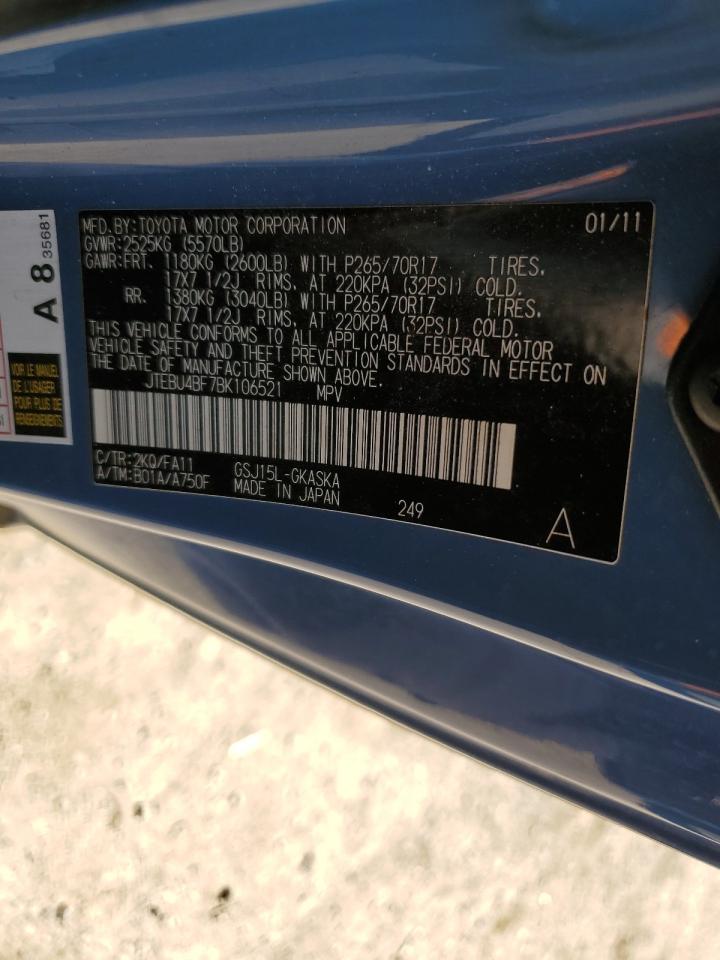 MFD.BY:TOYOTA MOTOR CORPORATION 01/11
GVWR:2525KG (5570LB)
GAWR:FRT. 1180KG (2600LB) WITH P265/70R17 TIRES,
17X7 1/2J RIMS, AT 220KPA (32PSI) COLD.
RR. 1380KG (3040LB) WITH P265/70R17 TIRES,
17X7 1/2J RIMS, AT 220KPA (32PSI) COLD.
THIS VEHICLE CONFORMS TO ALL APPLICABLE FEDERAL MOTOR
VEHICLE SAFETY AND THEFT PREVENTION STANDARDS IN EFFECT ON
THE DATE OF MANUFACTURE SHOWN ABOVE.
JTEBU4BF7BK106521 MPV
C/TR:2KQ/FA11 GSJ15L-GKASKA
A/TM:B01A/A750F MADE IN JAPAN
249
A
A 8 35681
VOIR LE MANUEL
DE L'USAGER
POUR PLUS DE
RENSEIGNEMENTS